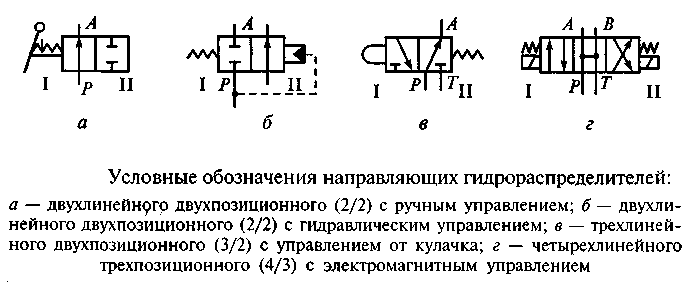 A A A A B
I P II I P II I P T II I P T II
а б в г
Условные обозначения направляющих гидрораспределителей:
а — двухлинейного двухпозиционного (2/2) с ручным управлением; б — двухли-
нейного двухпозиционного (2/2) с гидравлическим управлением; в — трехлиней-
ного двухпозиционного (3/2) с управлением от кулачка; г — четырехлинейного
трехпозиционного (4/3) с электромагнитным управлением